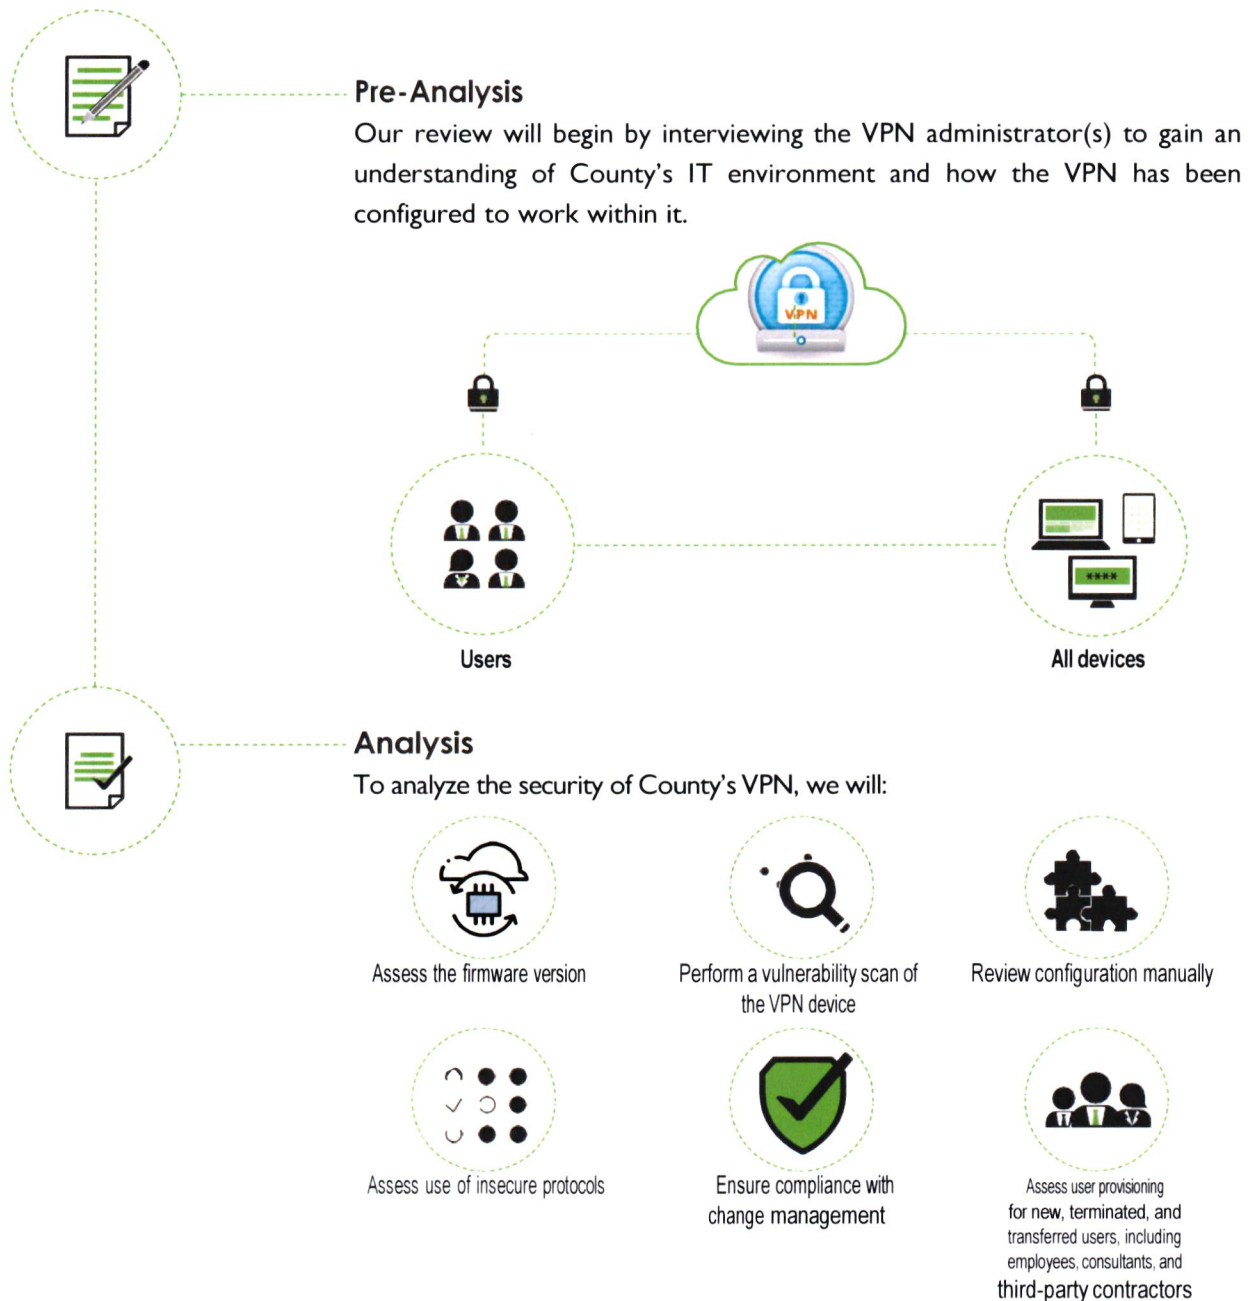 Pre-Analysis
Our review will begin by interviewing the VPN administrator(s) to gain an
understanding of County's IT environment and how the VPN has been
configured to work within it.
VPN
Users
****
All devices
Analysis
To analyze the security of County's VPN, we will:
Assess the firmware version
Perform a vulnerability scan of
the VPN device
Review configuration manually
Assess use of insecure protocols
Ensure compliance with
change management
Assess user provisioning
for new, terminated, and
transferred users, including
employees, consultants, and
third-party contractors